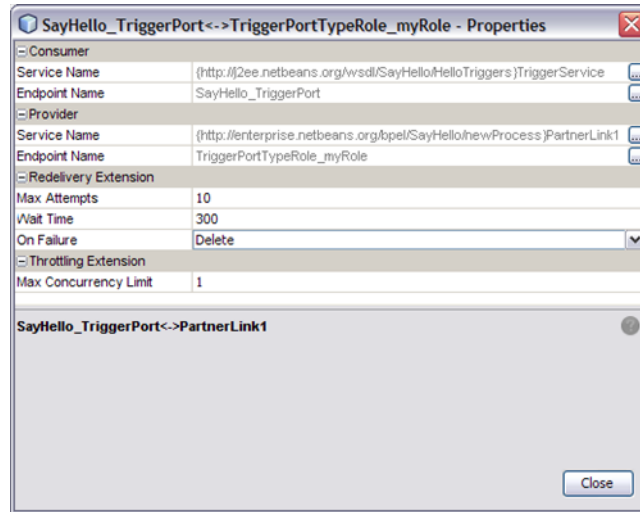 SayHello_TriggerPort<->TriggerPortTypeRole_myRole - Properties
Consumer
Service Name {http://j2ee.netbeans.org/wsdl/SayHello/HelloTriggers}TriggerService ...
Endpoint Name SayHello_TriggerPort ...
Provider
Service Name {http://enterprise.netbeans.org/bpel/SayHello/newProcess}PartnerLink1 ...
Endpoint Name TriggerPortTypeRole_myRole ...
Redelivery Extension
Max Attempts 10
Wait Time 300
On Failure Delete
Throttling Extension
Max Concurrency Limit 1
SayHello_TriggerPort<->PartnerLink1 ?
Close